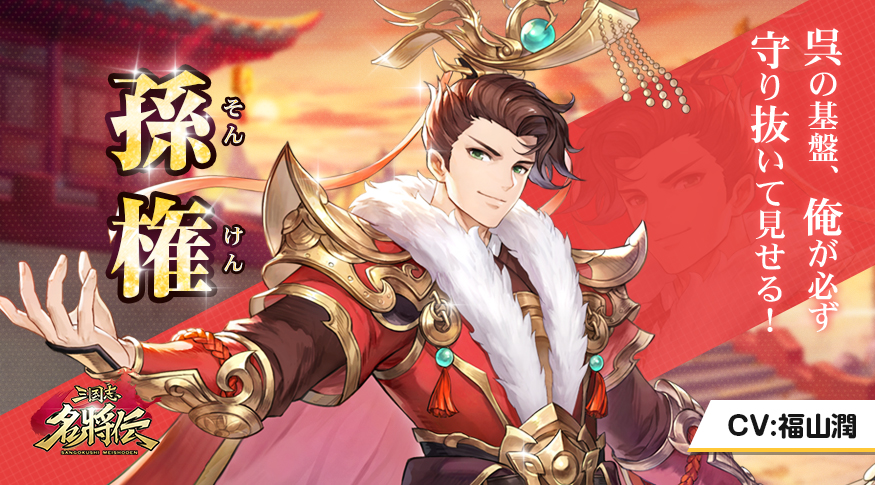 呉の基盤、俺が必ず
守り抜いて見せる！
孫権
そんけん
三国志
名将伝
SANGOKUSHI MEISHODEN
CV:福山潤